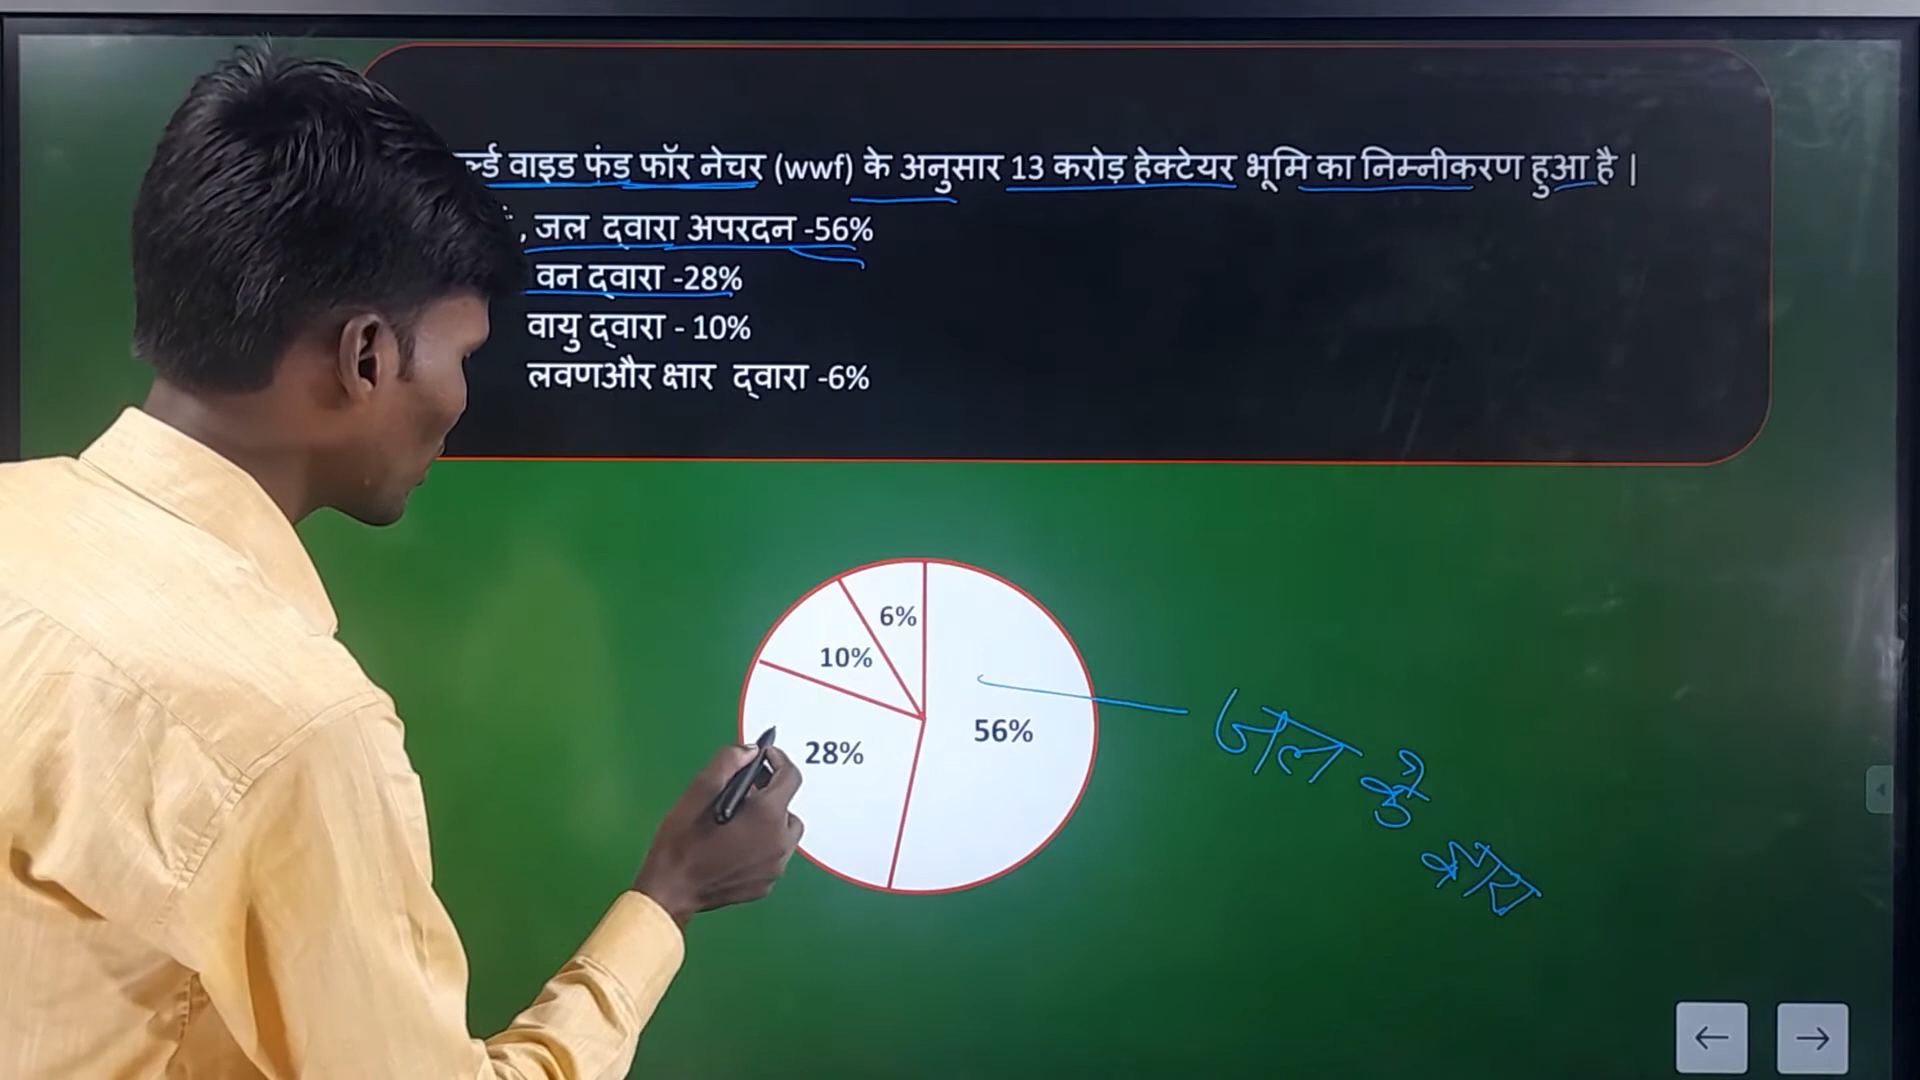 वाइड फंड फॉर नेचर (wwf) के अनुसार 13 करोड़ हेक्टेयर भूमि का निम्नीकरण हुआ है |
, जल द्वारा अपरदन -56%
वन द्वारा -28%
वायु द्वारा - 10%
लवणऔर क्षार द्वारा -6%
6%
10%
56%
28%
जल के
द्वारा